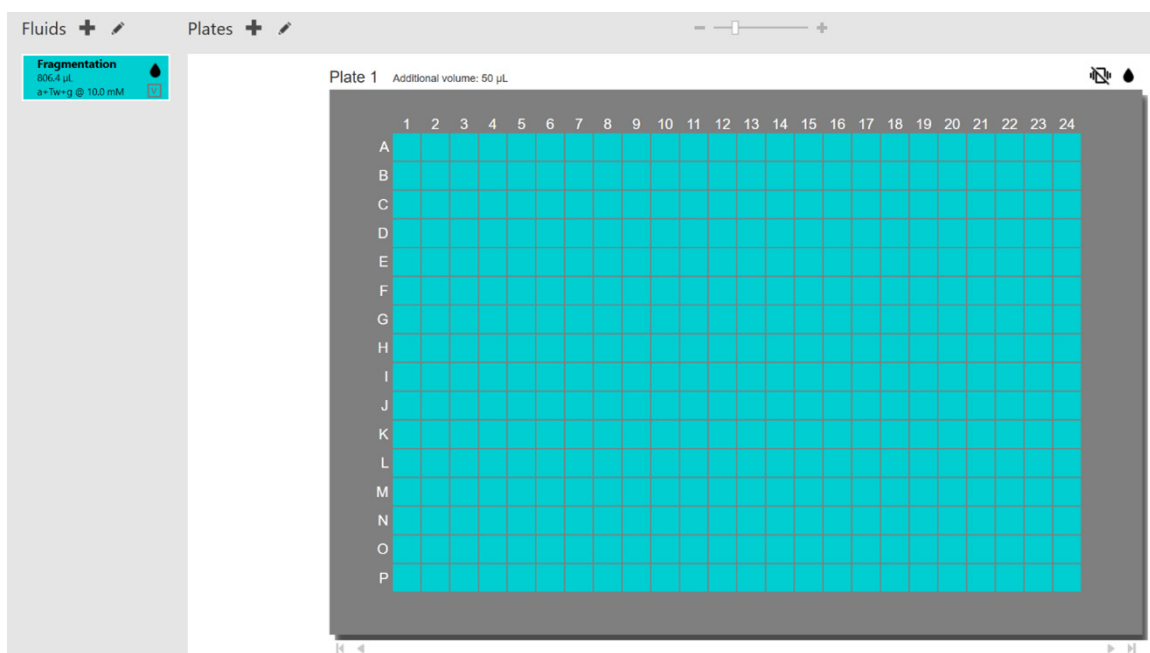 Fluids
Plates
Fragmentation
806.4 µL
a+Tw+g @ 10.0 mM
Y
Plate 1 Additional volume: 50 µL
1 2 3 4 5 6 7 8 9 10 11 12 13 14 15 16 17 18 19 20 21 22 23 24
A
B
C
D
E
F
G
H
I
J
K
L
M
N
O
P